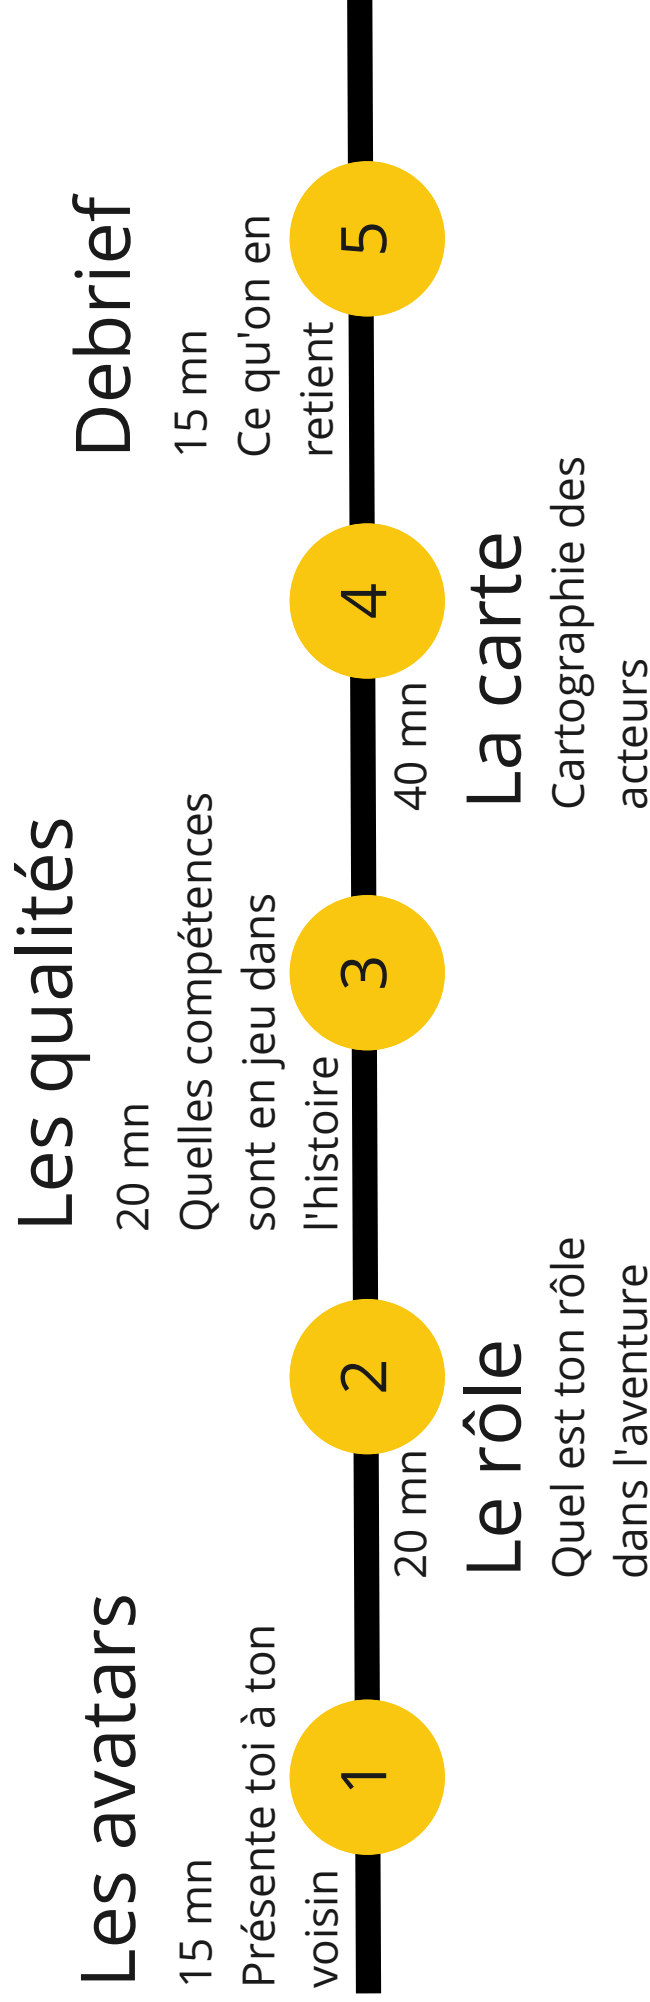 Les avatars
15 mn
Présente toi à ton
voisin
1
20 mn
Le rôle
Quel est ton rôle
dans l'aventure
2
Les qualités
20 mn
Quelles compétences
sont en jeu dans
l'histoire
3
40 mn
La carte
Cartographie des
acteurs
4
Debrief
15 mn
Ce qu'on en
retient
5